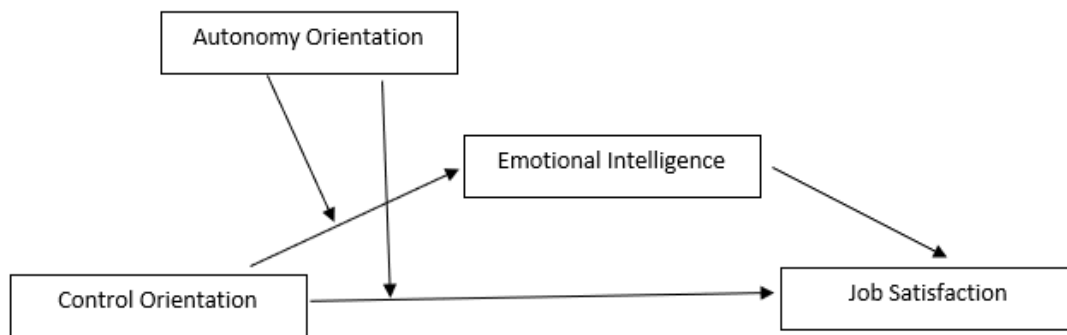 Autonomy Orientation
Emotional Intelligence
Control Orientation
Job Satisfaction